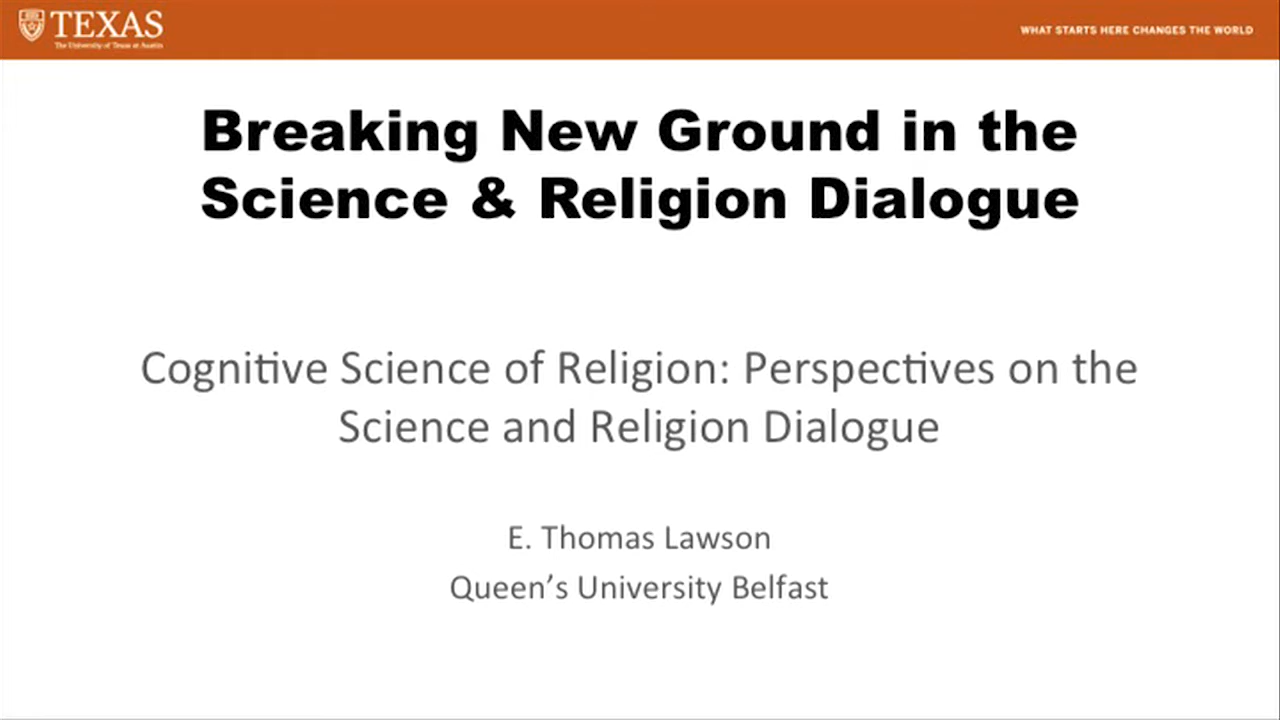 TEXAS
The University of Texas at Austin
WHAT STARTS HERE CHANGES THE WORLD
Breaking New Ground in the
Science & Religion Dialogue
Cognitive Science of Religion: Perspectives on the
Science and Religion Dialogue
E. Thomas Lawson
Queen’s University Belfast